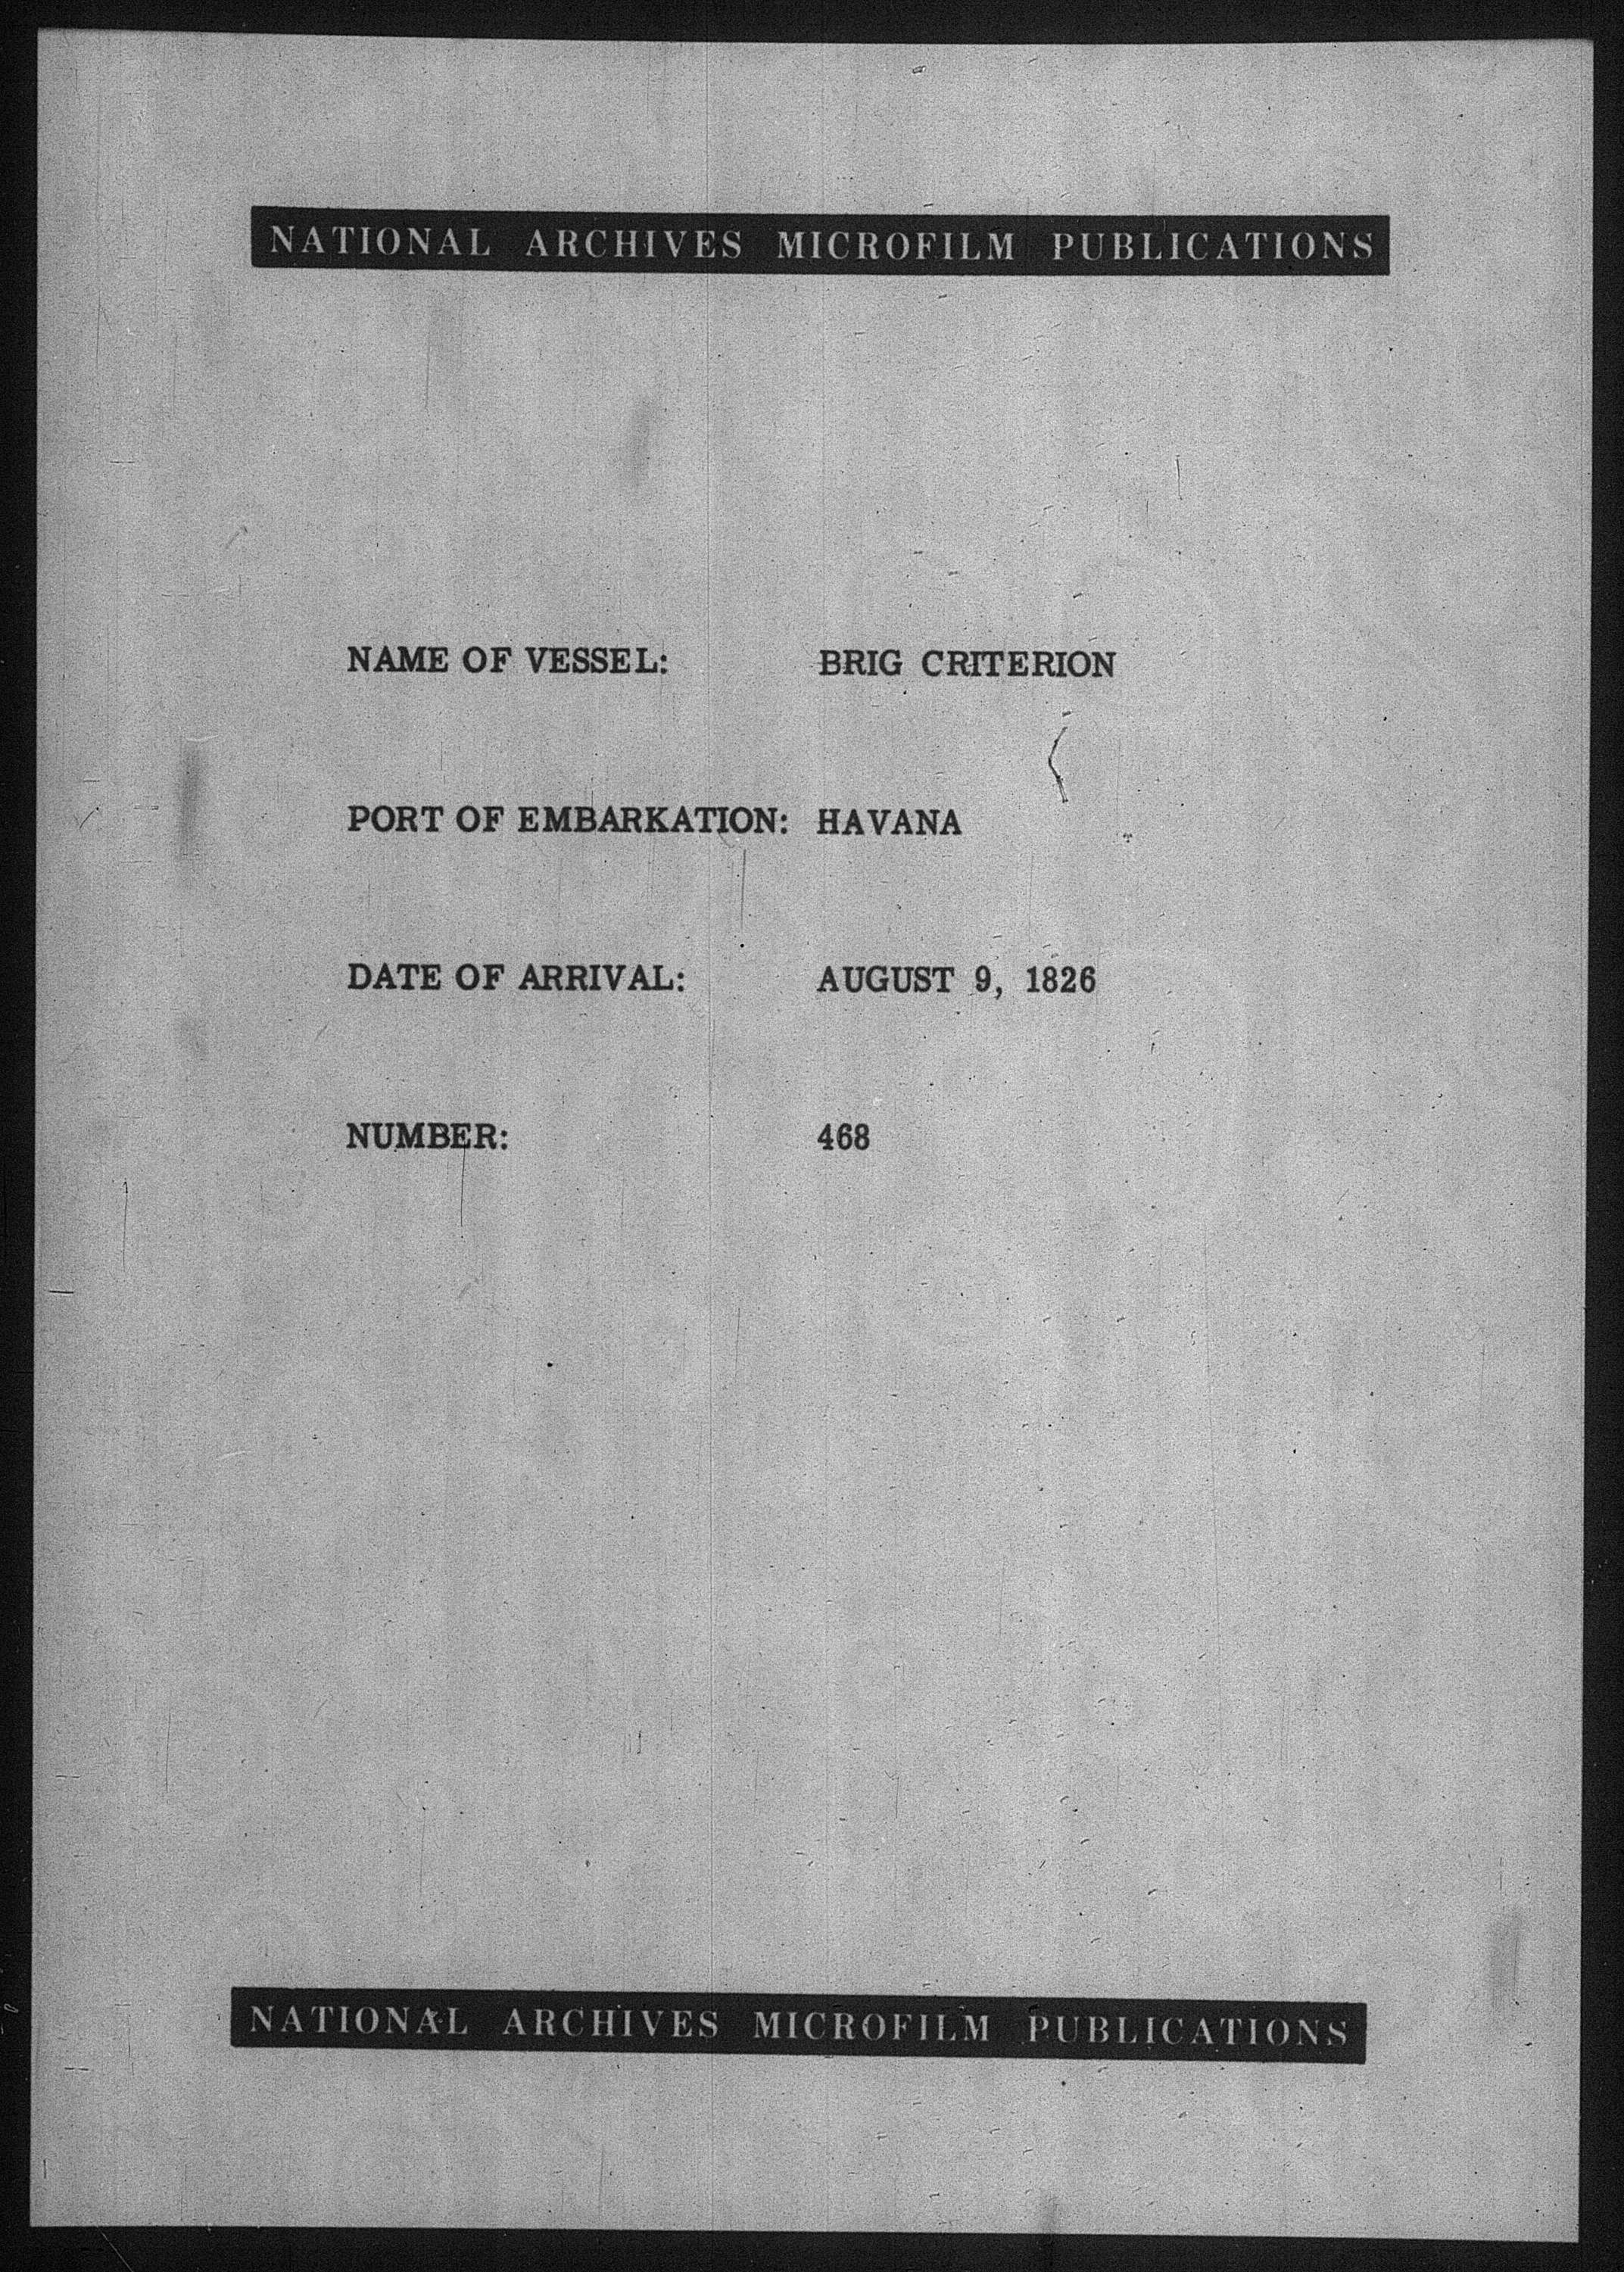 NATIONAL ARCHIVES MICROFILM PUBLICATIONS
NAME OF VESSEL: BRIG CRITERION
PORT OF EMBARKATION: HAVANA
DATE OF ARRIVAL: AUGUST 9, 1826
NUMBER: 468
NATIONAL ARCHIVES MICROFILM PUBLICATIONS